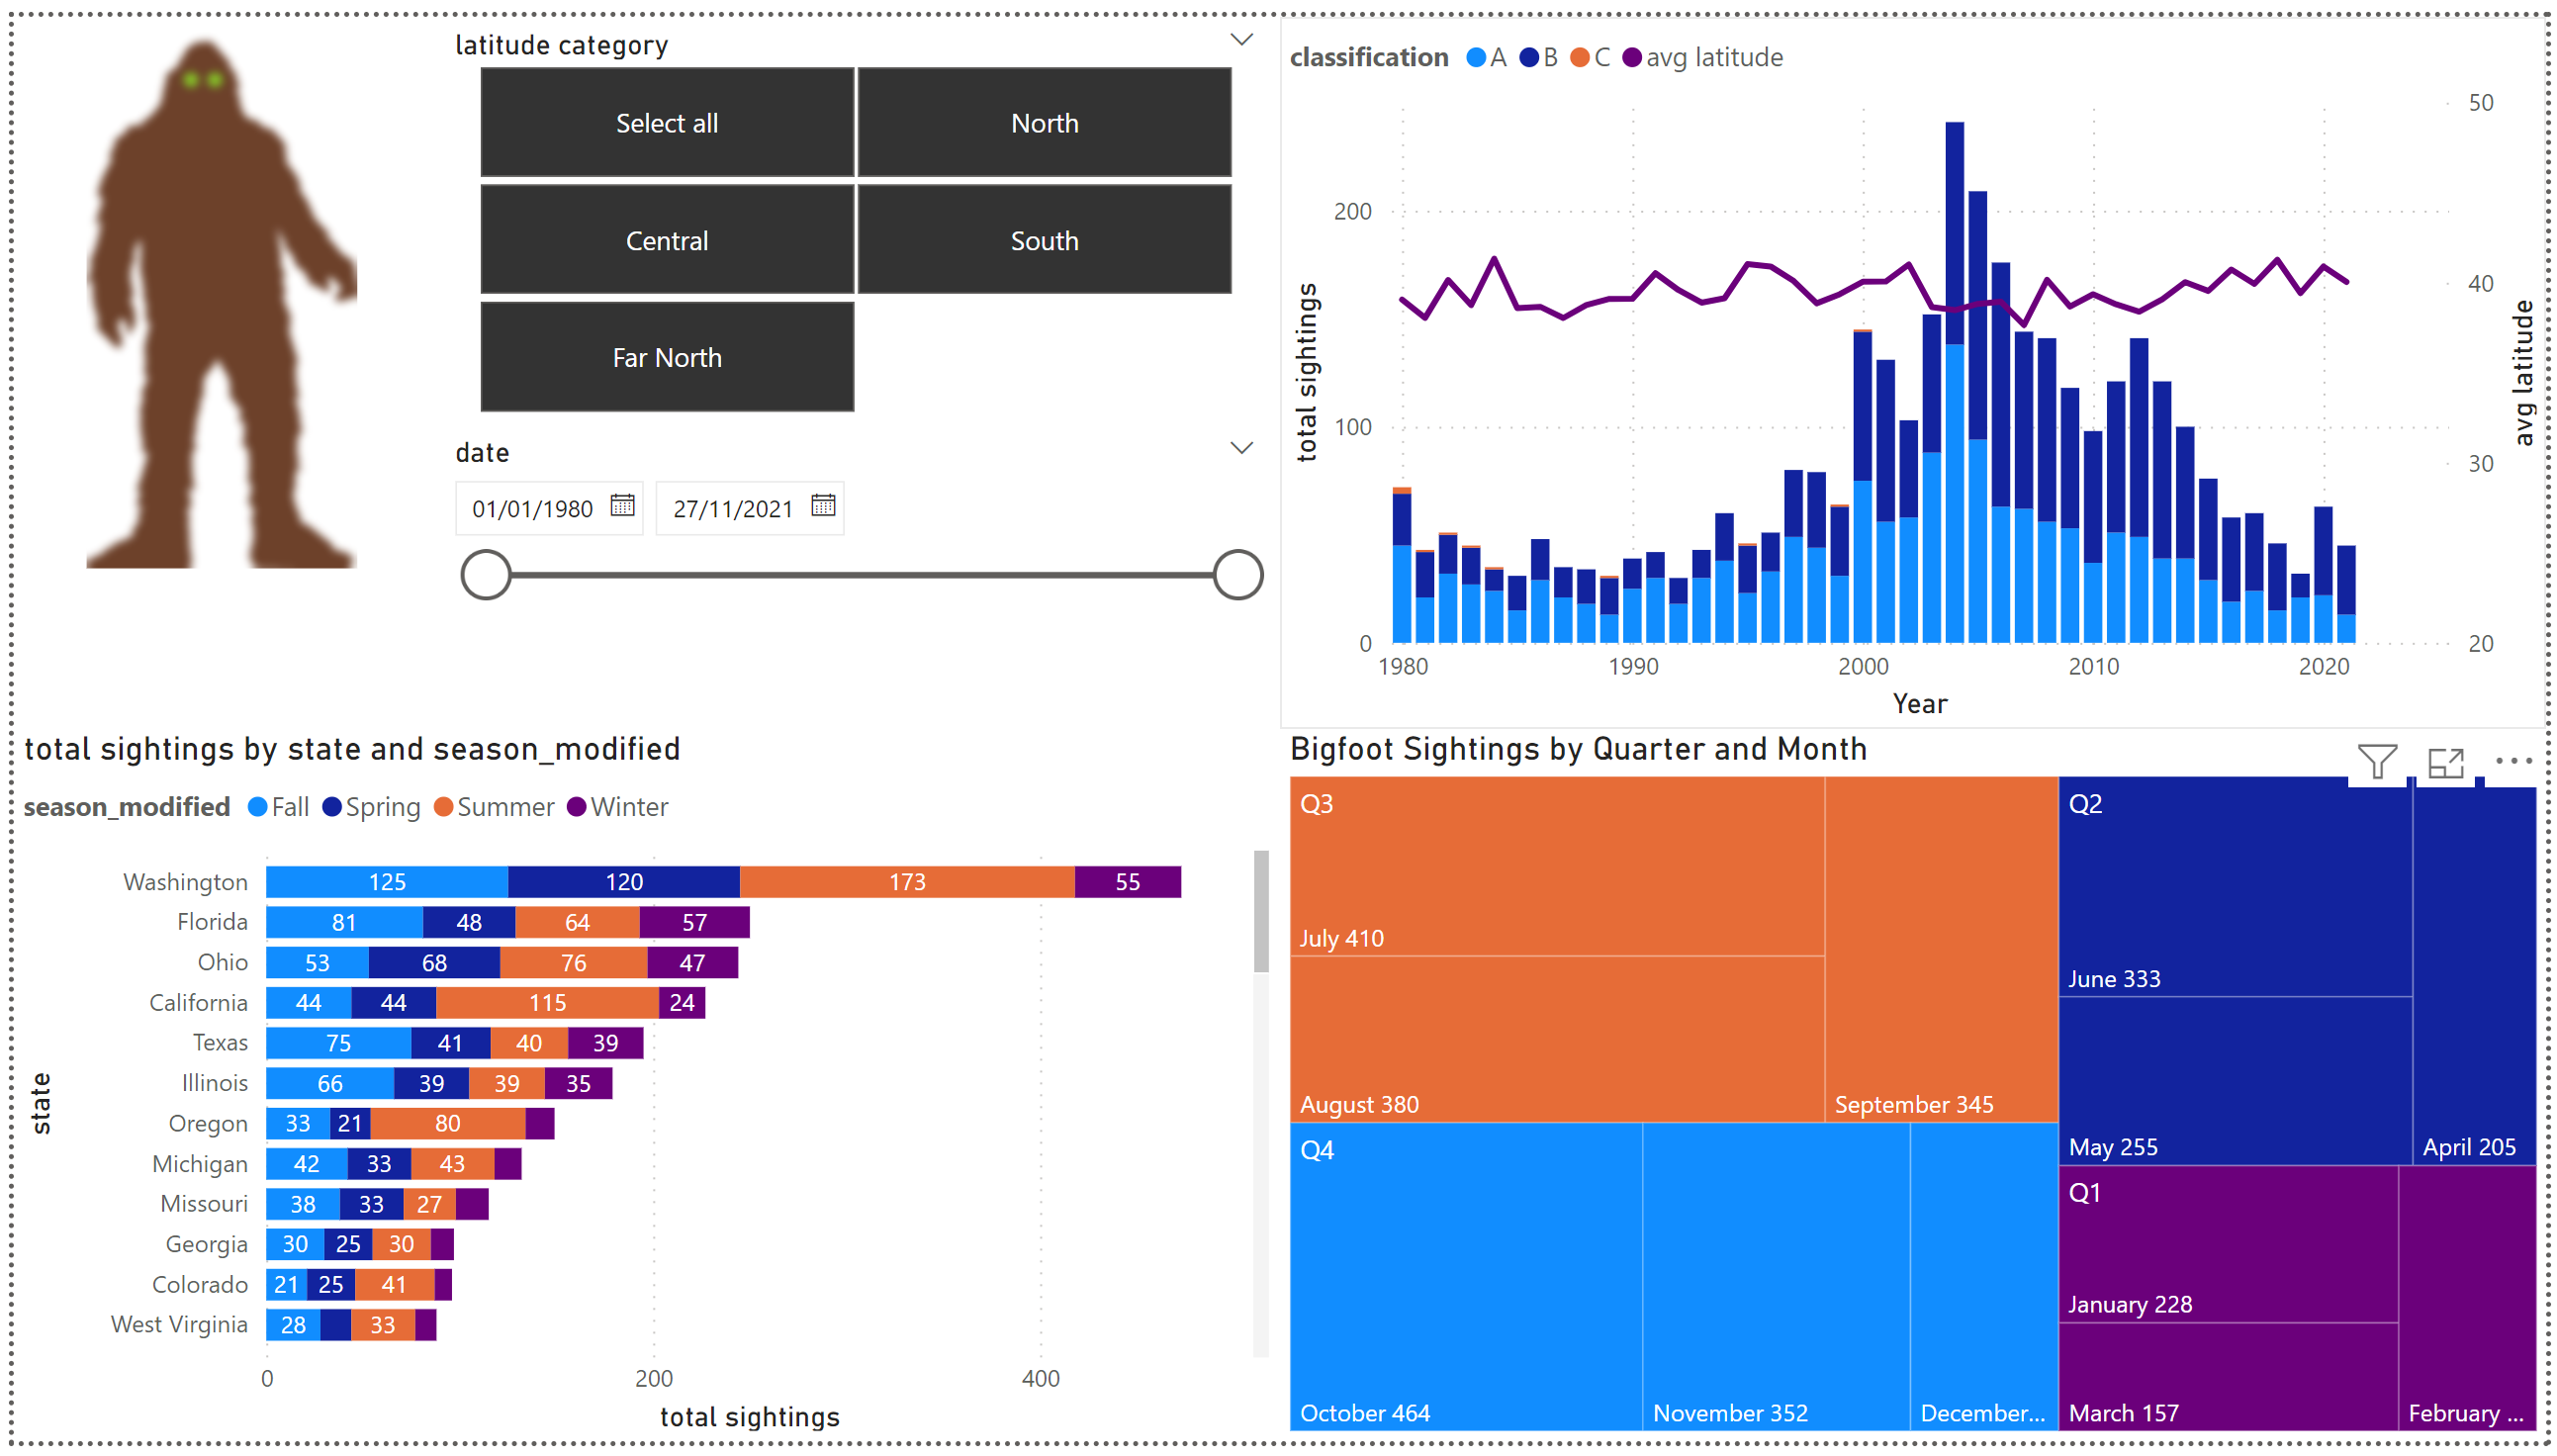 latitude category
Select all
North
Central
South
Far North
date
01/01/1980
27/11/2021
classification A B C avg latitude
50
200
40
total sightings
avg latitude
100
30
0
20
1980 1990 2000 2010 2020
Year
total sightings by state and season_modified
season_modified Fall Spring Summer Winter
state
Washington 125 120 173 55
Florida 81 48 64 57
Ohio 53 68 76 47
California 44 44 115 24
Texas 75 41 40 39
Illinois 66 39 39 35
Oregon 33 21 80
Michigan 42 33 43
Missouri 38 33 27
Georgia 30 25 30
Colorado 21 25 41
West Virginia 28 33
0 200 400
total sightings
Bigfoot Sightings by Quarter and Month
Q3
July 410
August 380
September 345
Q4
October 464
November 352
December...
Q2
June 333
May 255
April 205
Q1
January 228
March 157
February ...